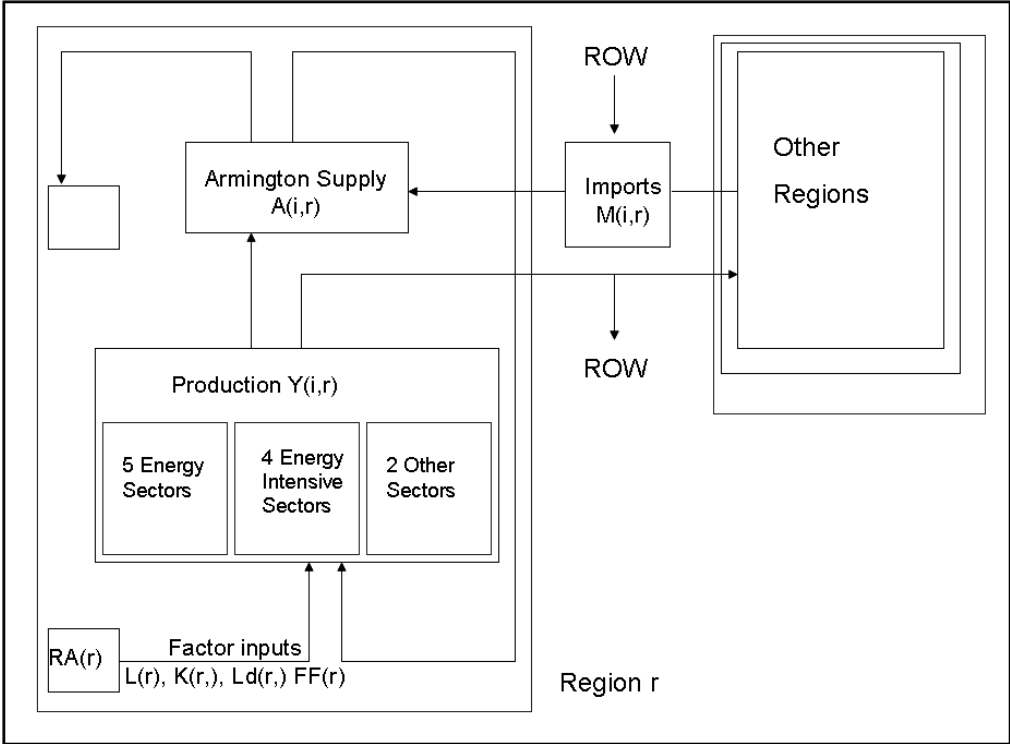 ROW
Other
Regions
Armington Supply
A(i,r)
Imports
M(i,r)
ROW
Production Y(i,r)
5 Energy
Sectors
4 Energy
Intensive
Sectors
2 Other
Sectors
RA(r)
Factor inputs
L(r), K(r,), Ld(r,) FF(r)
Region r